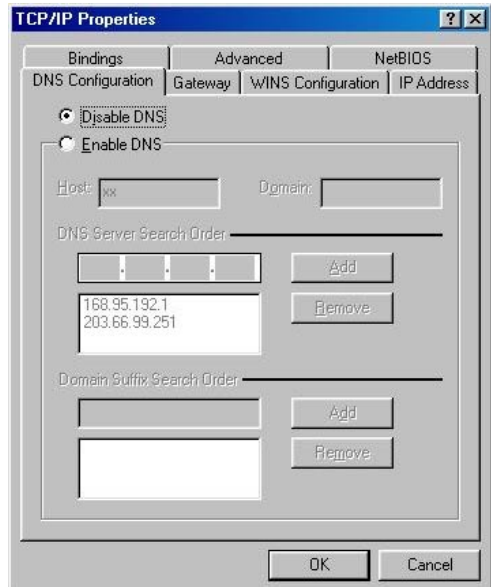 TCP/IP Properties
Bindings Advanced NetBIOS
DNS Configuration Gateway WINS Configuration IP Address
Disable DNS
Enable DNS
Host: xx Domain:
DNS Server Search Order
Add
168.95.192.1
203.66.99.251
Remove
Domain Suffix Search Order
Add
Remove
OK Cancel